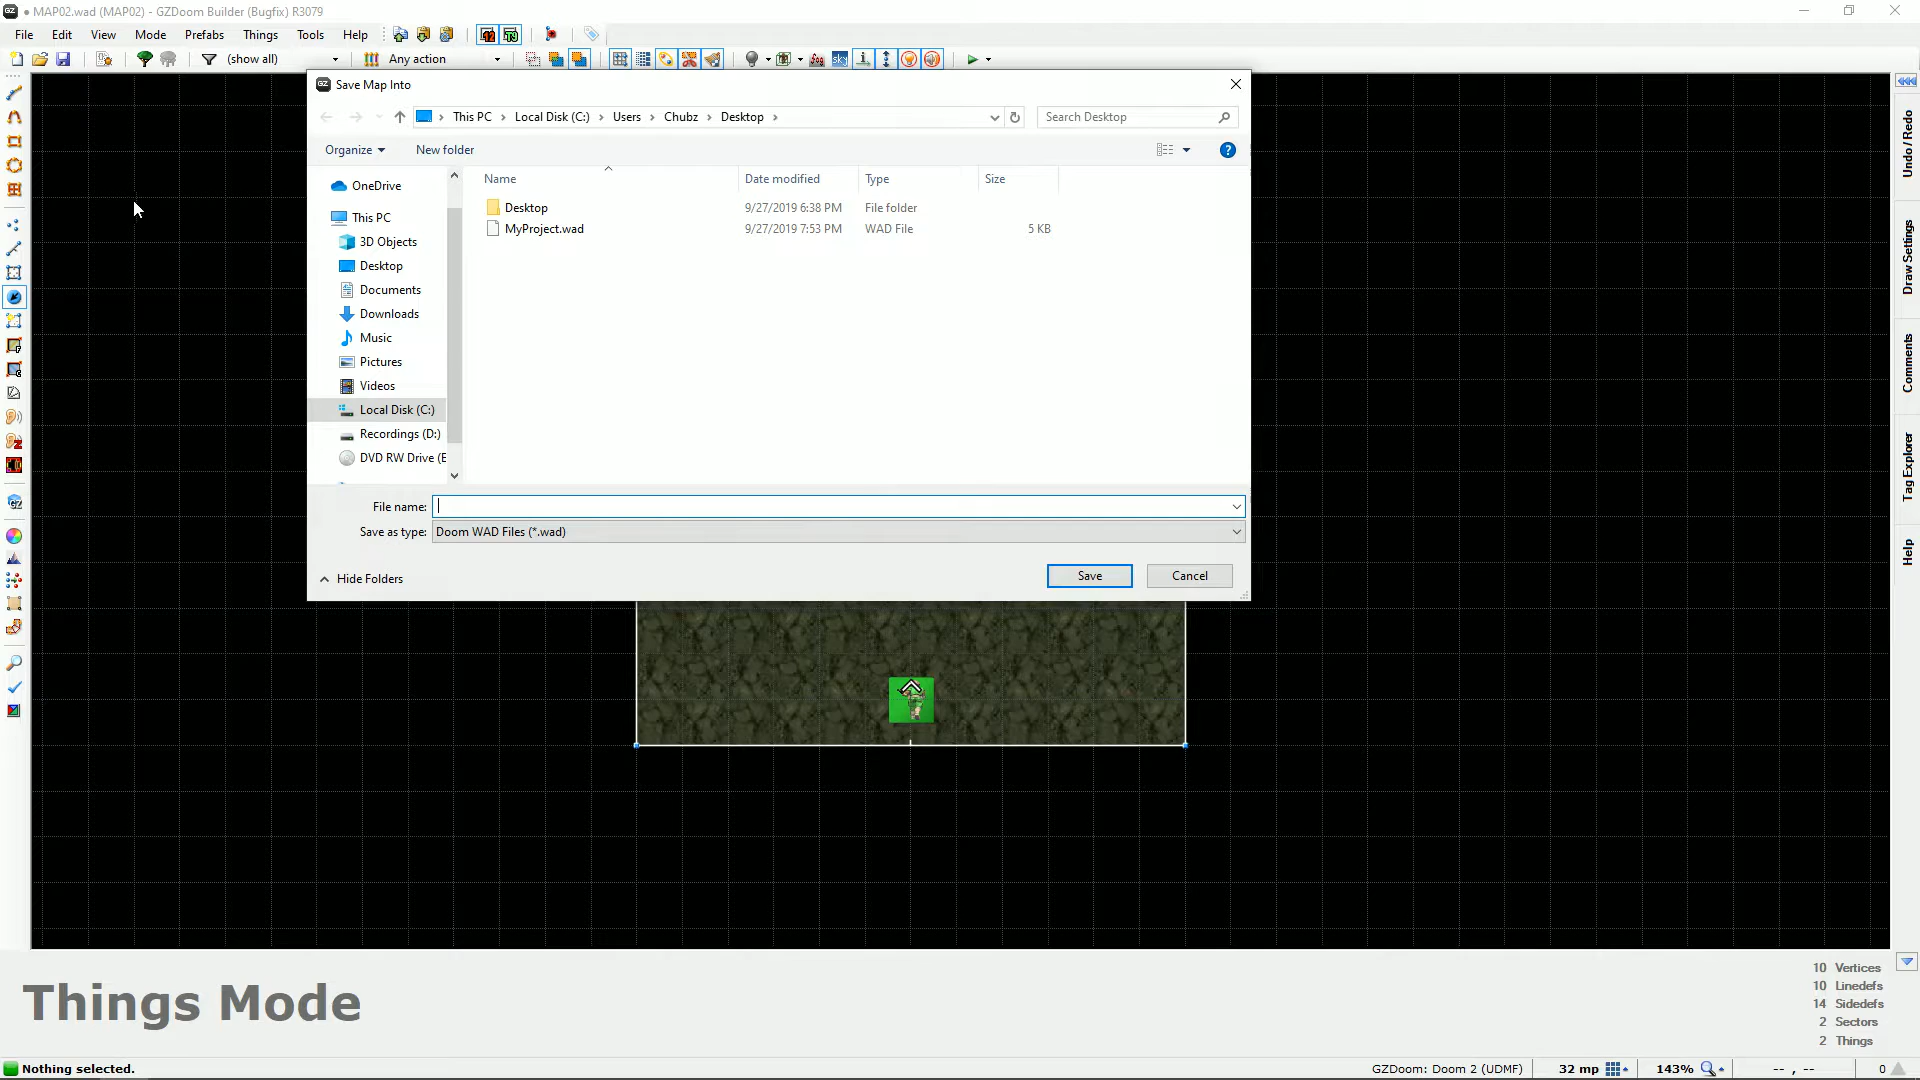 • MAP02.wad (MAP02) - GZDoom Builder (Bugfix) R3079
File Edit View Mode Prefabs Things Tools Help
(show all) Any action
Save Map Into
This PC › Local Disk (C:) › Users › Chubz › Desktop ›
Search Desktop
Organize New folder
Name Date modified Type Size
OneDrive
This PC
3D Objects
Desktop
Documents
Downloads
Music
Pictures
Videos
Local Disk (C:)
Recordings (D:)
DVD RW Drive (E
Desktop 9/27/2019 6:38 PM File folder
MyProject.wad 9/27/2019 7:53 PM WAD File 5 KB
File name:
Save as type: Doom WAD Files (*.wad)
Hide Folders
Save Cancel
Undo / Redo
Draw Settings
Comments
Tag Explorer
Help
Things Mode
10 Vertices
10 Linedefs
14 Sidedefs
2 Sectors
2 Things
Nothing selected.
GZDoom: Doom 2 (UDMF) 32 mp 143% -- , -- 0